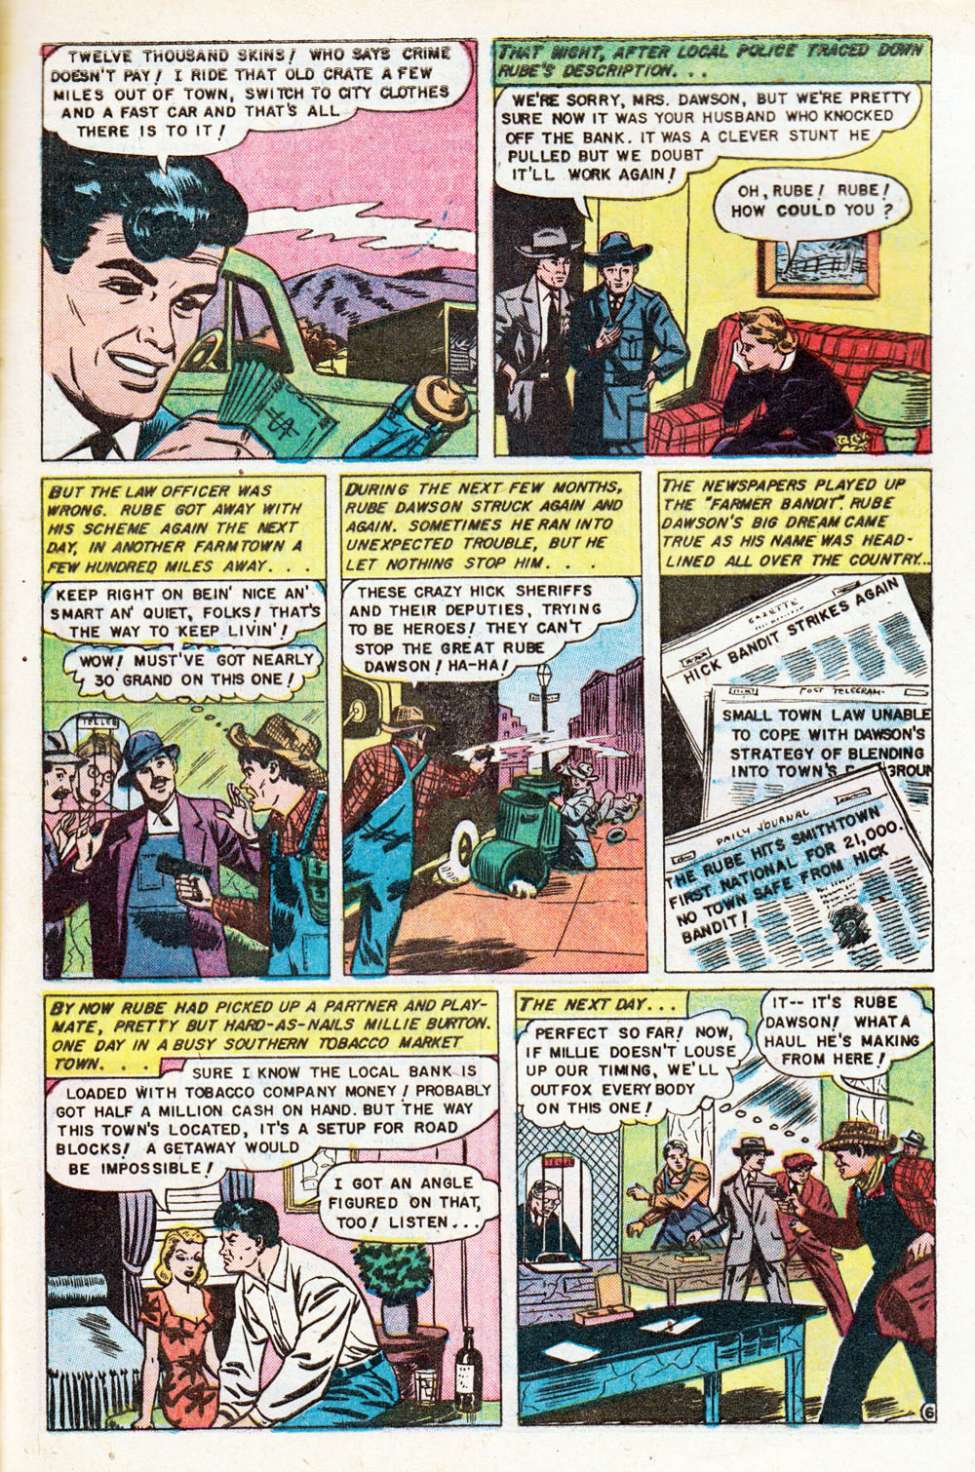 TWELVE THOUSAND SKINS! WHO SAYS CRIME
DOESN'T PAY! I RIDE THAT OLD CRATE A FEW
MILES OUT OF TOWN, SWITCH TO CITY CLOTHES
AND A FAST CAR AND THAT'S ALL
THERE IS TO IT!
THAT NIGHT, AFTER LOCAL POLICE TRACED DOWN
RUBE'S DESCRIPTION...
WE'RE SORRY, MRS. DAWSON, BUT WE'RE PRETTY
SURE NOW IT WAS YOUR HUSBAND WHO KNOCKED
OFF THE BANK. IT WAS A CLEVER STUNT HE
PULLED BUT WE DOUBT
IT'LL WORK AGAIN!
OH, RUBE! RUBE!
HOW COULD YOU?
BUT THE LAW OFFICER WAS
WRONG. RUBE GOT AWAY WITH
HIS SCHEME AGAIN THE NEXT
DAY, IN ANOTHER FARM TOWN A
FEW HUNDRED MILES AWAY...
KEEP RIGHT ON BEIN' NICE AN'
SMART AN' QUIET, FOLKS! THAT'S
THE WAY TO KEEP LIVIN'!
WOW! MUST'VE GOT NEARLY
30 GRAND ON THIS ONE!
TELLER
DURING THE NEXT FEW MONTHS,
RUBE DAWSON STRUCK AGAIN AND
AGAIN. SOMETIMES HE RAN INTO
UNEXPECTED TROUBLE, BUT HE
LET NOTHING STOP HIM...
THESE CRAZY HICK SHERIFFS
AND THEIR DEPUTIES, TRYING
TO BE HEROES! THEY CAN'T
STOP THE GREAT RUBE
DAWSON! HA-HA!
THE NEWSPAPERS PLAYED UP
THE "FARMER BANDIT". RUBE
DAWSON'S BIG DREAM CAME
TRUE AS HIS NAME WAS HEAD-
LINED ALL OVER THE COUNTRY...
GAZETTE
HICK BANDIT STRIKES AGAIN
POST TELEGRAM
SMALL TOWN LAW UNABLE
TO COPE WITH DAWSON'S
STRATEGY OF BLENDING
INTO TOWN'S
DAILY JOURNAL
THE RUBE HITS SMITHTOWN
FIRST NATIONAL FOR 21,000.
NO TOWN SAFE FROM HICK
BANDIT!
BY NOW RUBE HAD PICKED UP A PARTNER AND PLAY-
MATE, PRETTY BUT HARD-AS-NAILS MILLIE BURTON.
ONE DAY IN A BUSY SOUTHERN TOBACCO MARKET
TOWN...
SURE I KNOW THE LOCAL BANK IS
LOADED WITH TOBACCO COMPANY MONEY! PROBABLY
GOT HALF A MILLION CASH ON HAND. BUT THE WAY
THIS TOWN'S LOCATED, IT'S A SETUP FOR ROAD
BLOCKS! A GETAWAY WOULD
BE IMPOSSIBLE!
I GOT AN ANGLE
FIGURED ON THAT,
TOO! LISTEN...
THE NEXT DAY...
PERFECT SO FAR! NOW,
IF MILLIE DOESN'T LOUSE
UP OUR TIMING, WE'LL
OUTFOX EVERYBODY
ON THIS ONE!
IT-- IT'S RUBE
DAWSON! WHAT A
HAUL HE'S MAKING
FROM HERE!
6